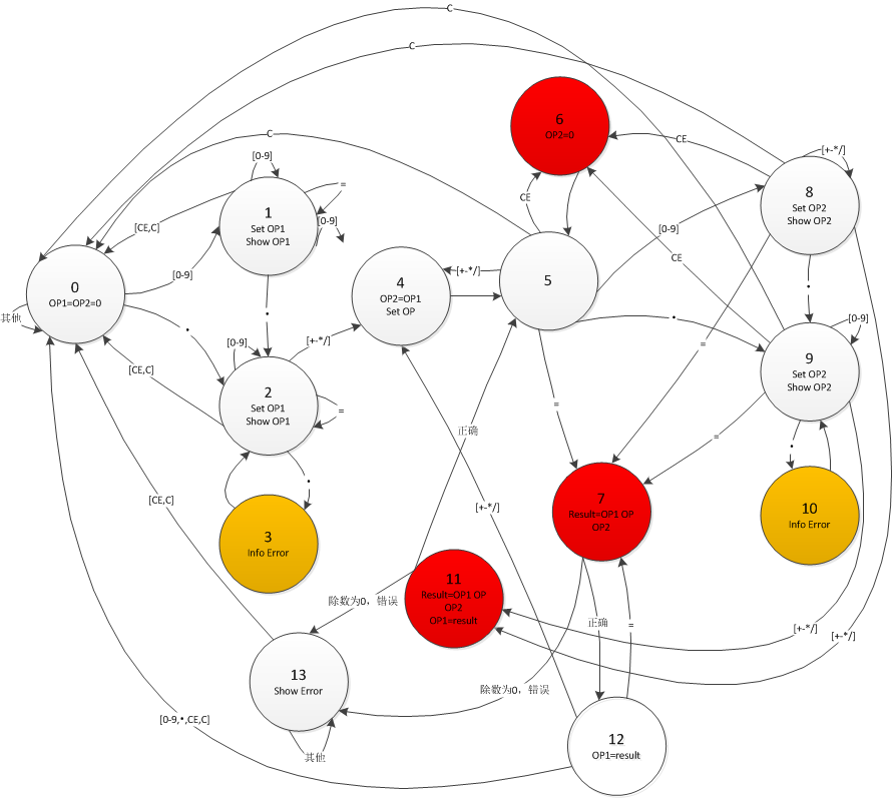 C
C
6
OP2=0
CE
[+-*/]
C
[0-9]
=
8
Set OP2
Show OP2
CE
1
Set OP1
Show OP1
[0-9]
[CE,C]
[0-9]
CE
[0-9]
0
OP1=OP2=0
4
OP2=OP1
Set OP
[+-*/]
5
•
其他
•
•
•
[0-9]
[0-9]
[+-*/]
=
9
Set OP2
Show OP2
[CE,C]
2
Set OP1
Show OP1
=
=
正确
=
•
•
[CE,C]
[+-*/]
7
Result=OP1 OP
OP2
10
Info Error
3
Info Error
11
Result=OP1 OP
OP2
OP1=result
除数为0，错误
正确
=
[+-*/]
[+-*/]
13
Show Error
除数为0，错误
[0-9,•,CE,C]
其他
12
OP1=result